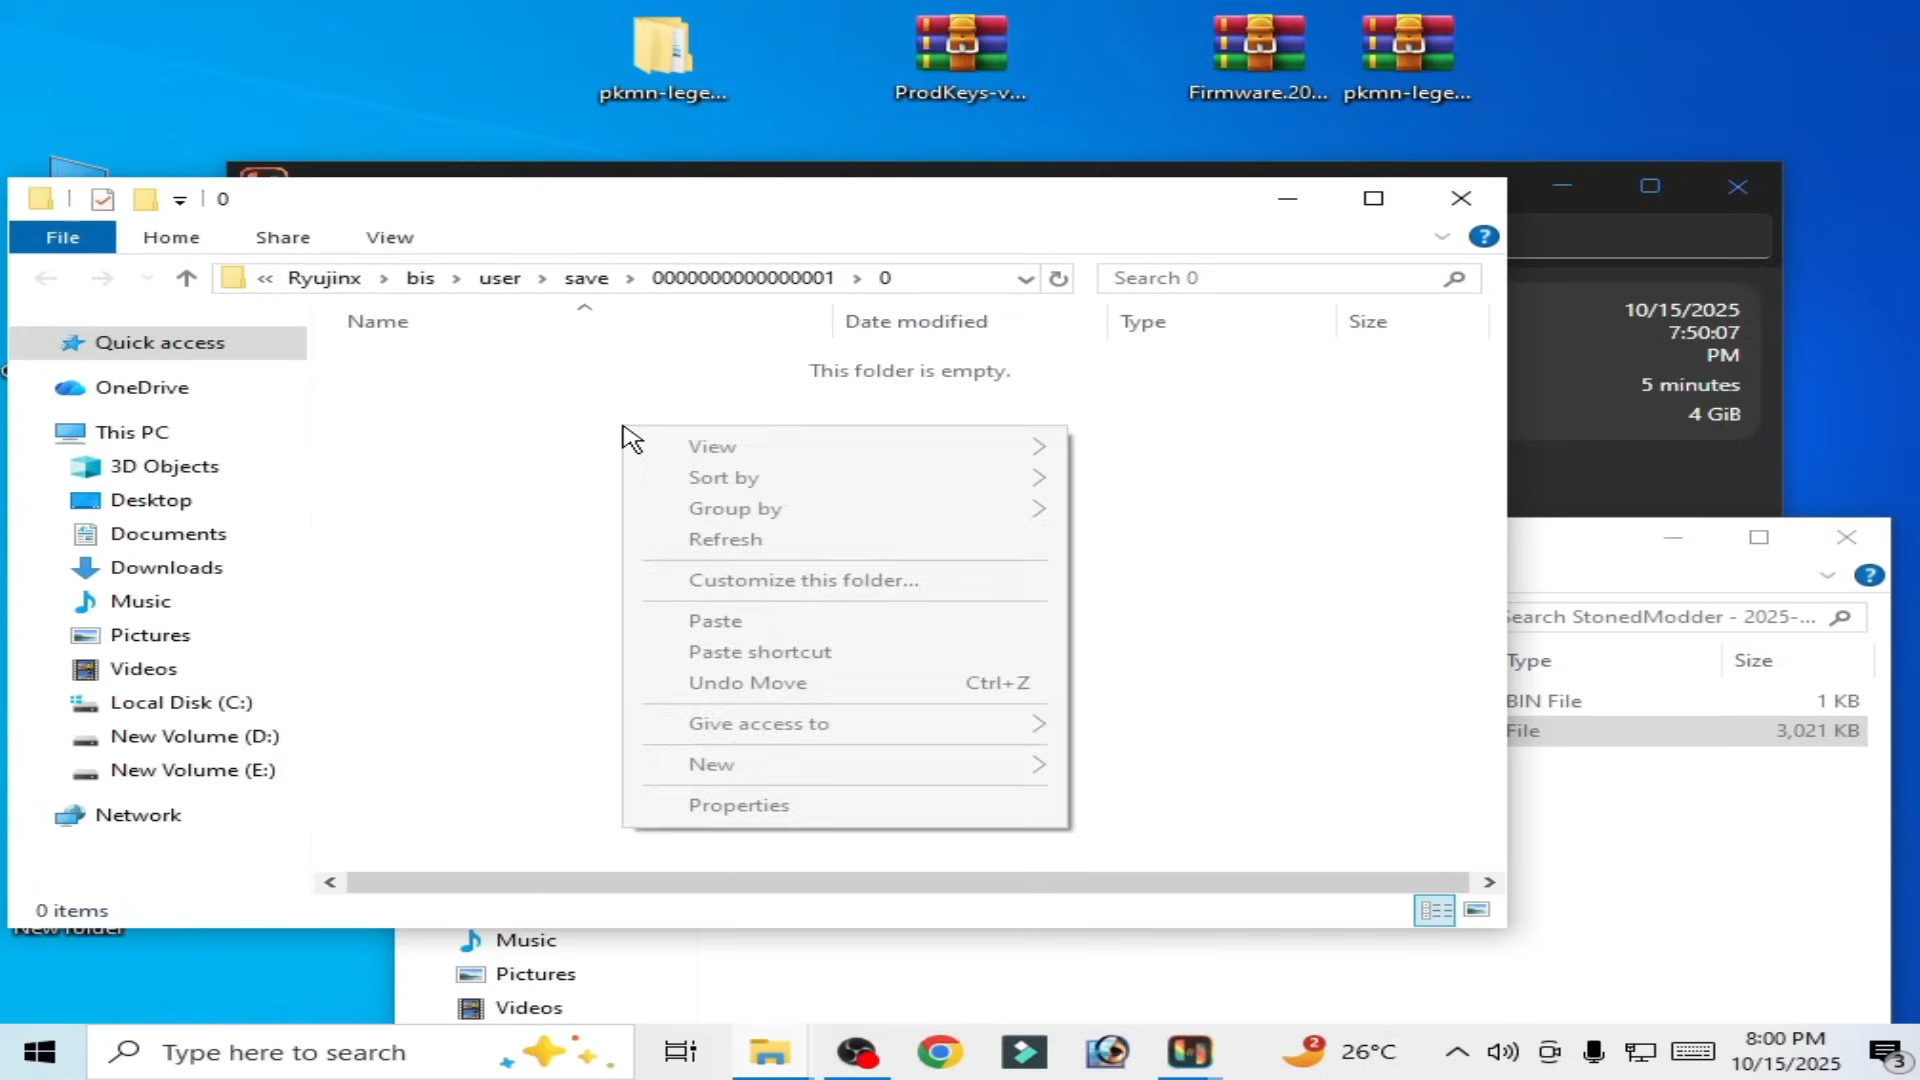 pkmn-lege...
ProdKeys-v...
Firmware.20...
pkmn-lege...
0
File
Home
Share
View
Ryujinx
bis
user
save
0000000000000001
0
Search 0
Name
Date modified
Type
Size
This folder is empty.
Quick access
OneDrive
This PC
3D Objects
Desktop
Documents
Downloads
Music
Pictures
Videos
Local Disk (C:)
New Volume (D:)
New Volume (E:)
Network
0 items
View
Sort by
Group by
Refresh
Customize this folder...
Paste
Paste shortcut
Undo Move Ctrl+Z
Give access to
New
Properties
10/15/2025
7:50:07
PM
5 minutes
4 GiB
Search StonedModder - 2025-...
Type
Size
BIN File 1 KB
File 3,021 KB
New folder
Music
Pictures
Videos
Type here to search
2
26°C
8:00 PM
10/15/2025
3